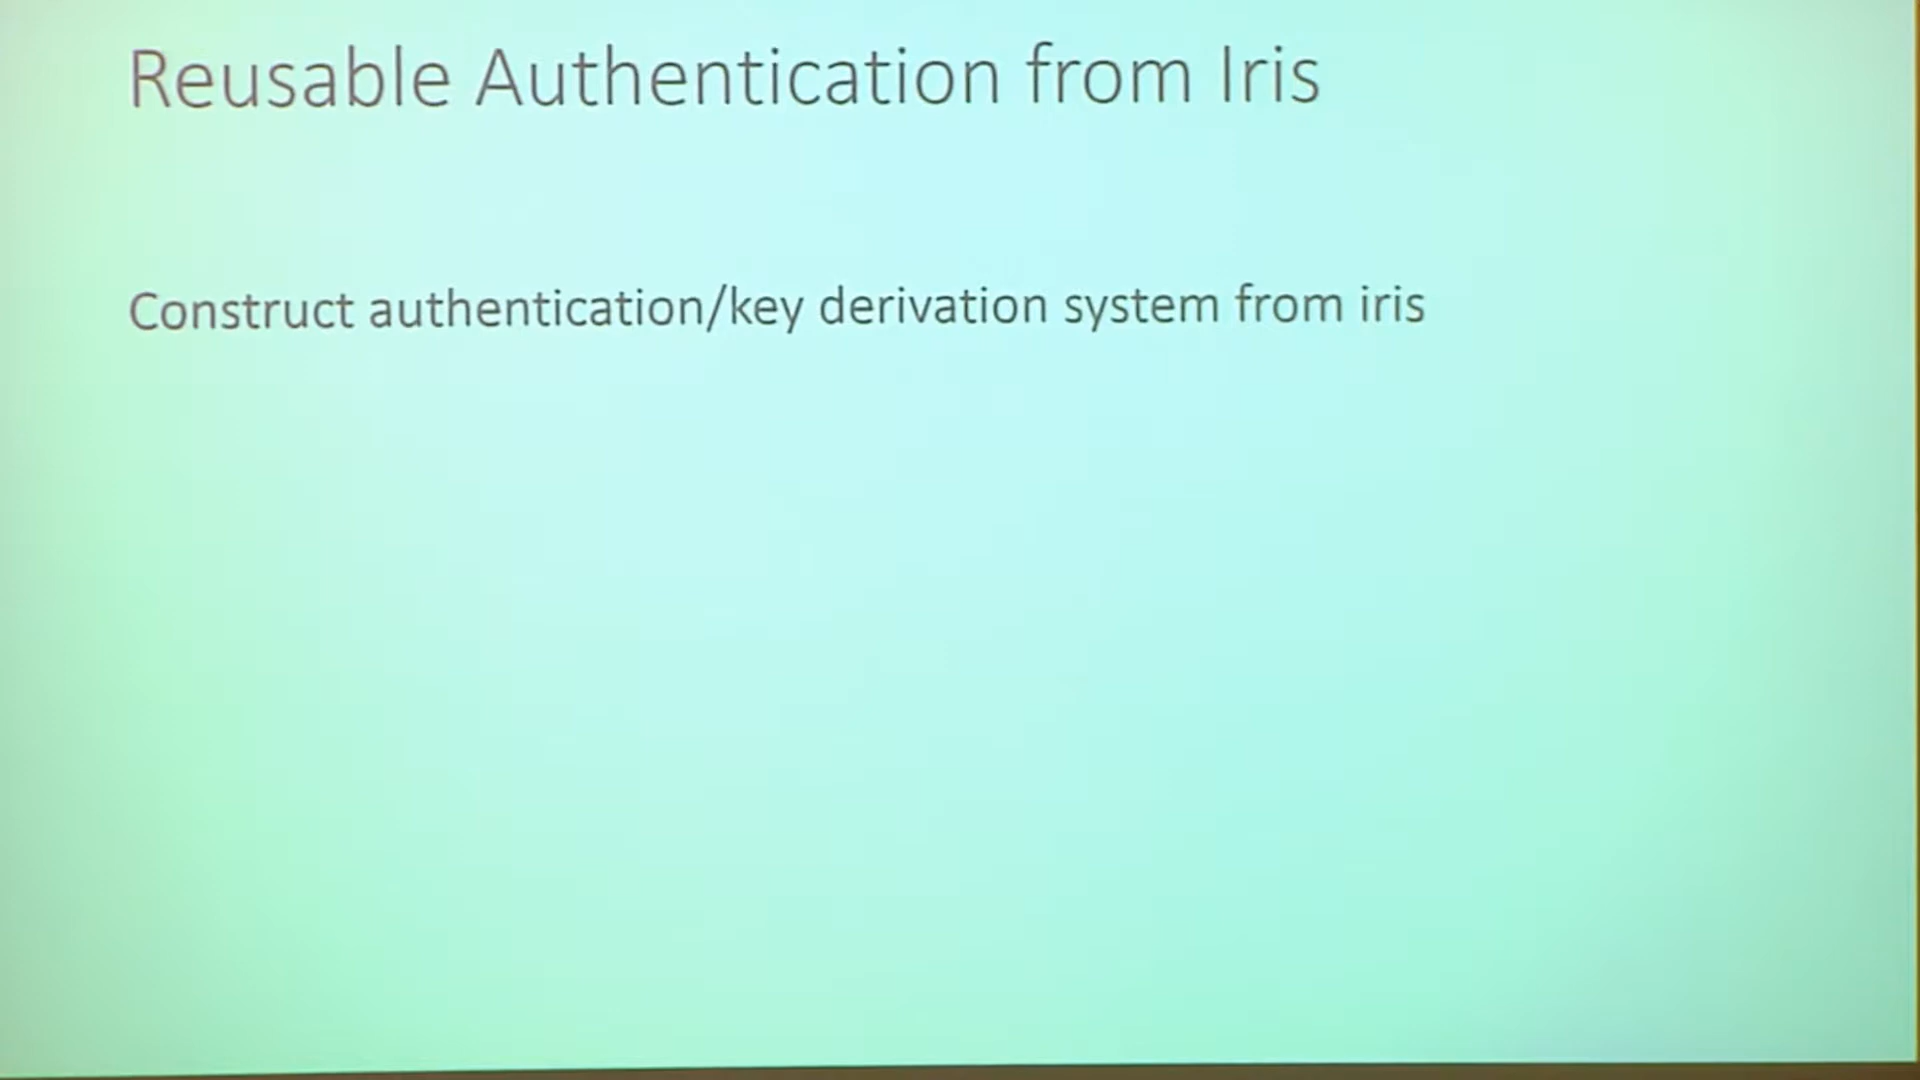 Reusable Authentication from Iris
Construct authentication/key derivation system from iris